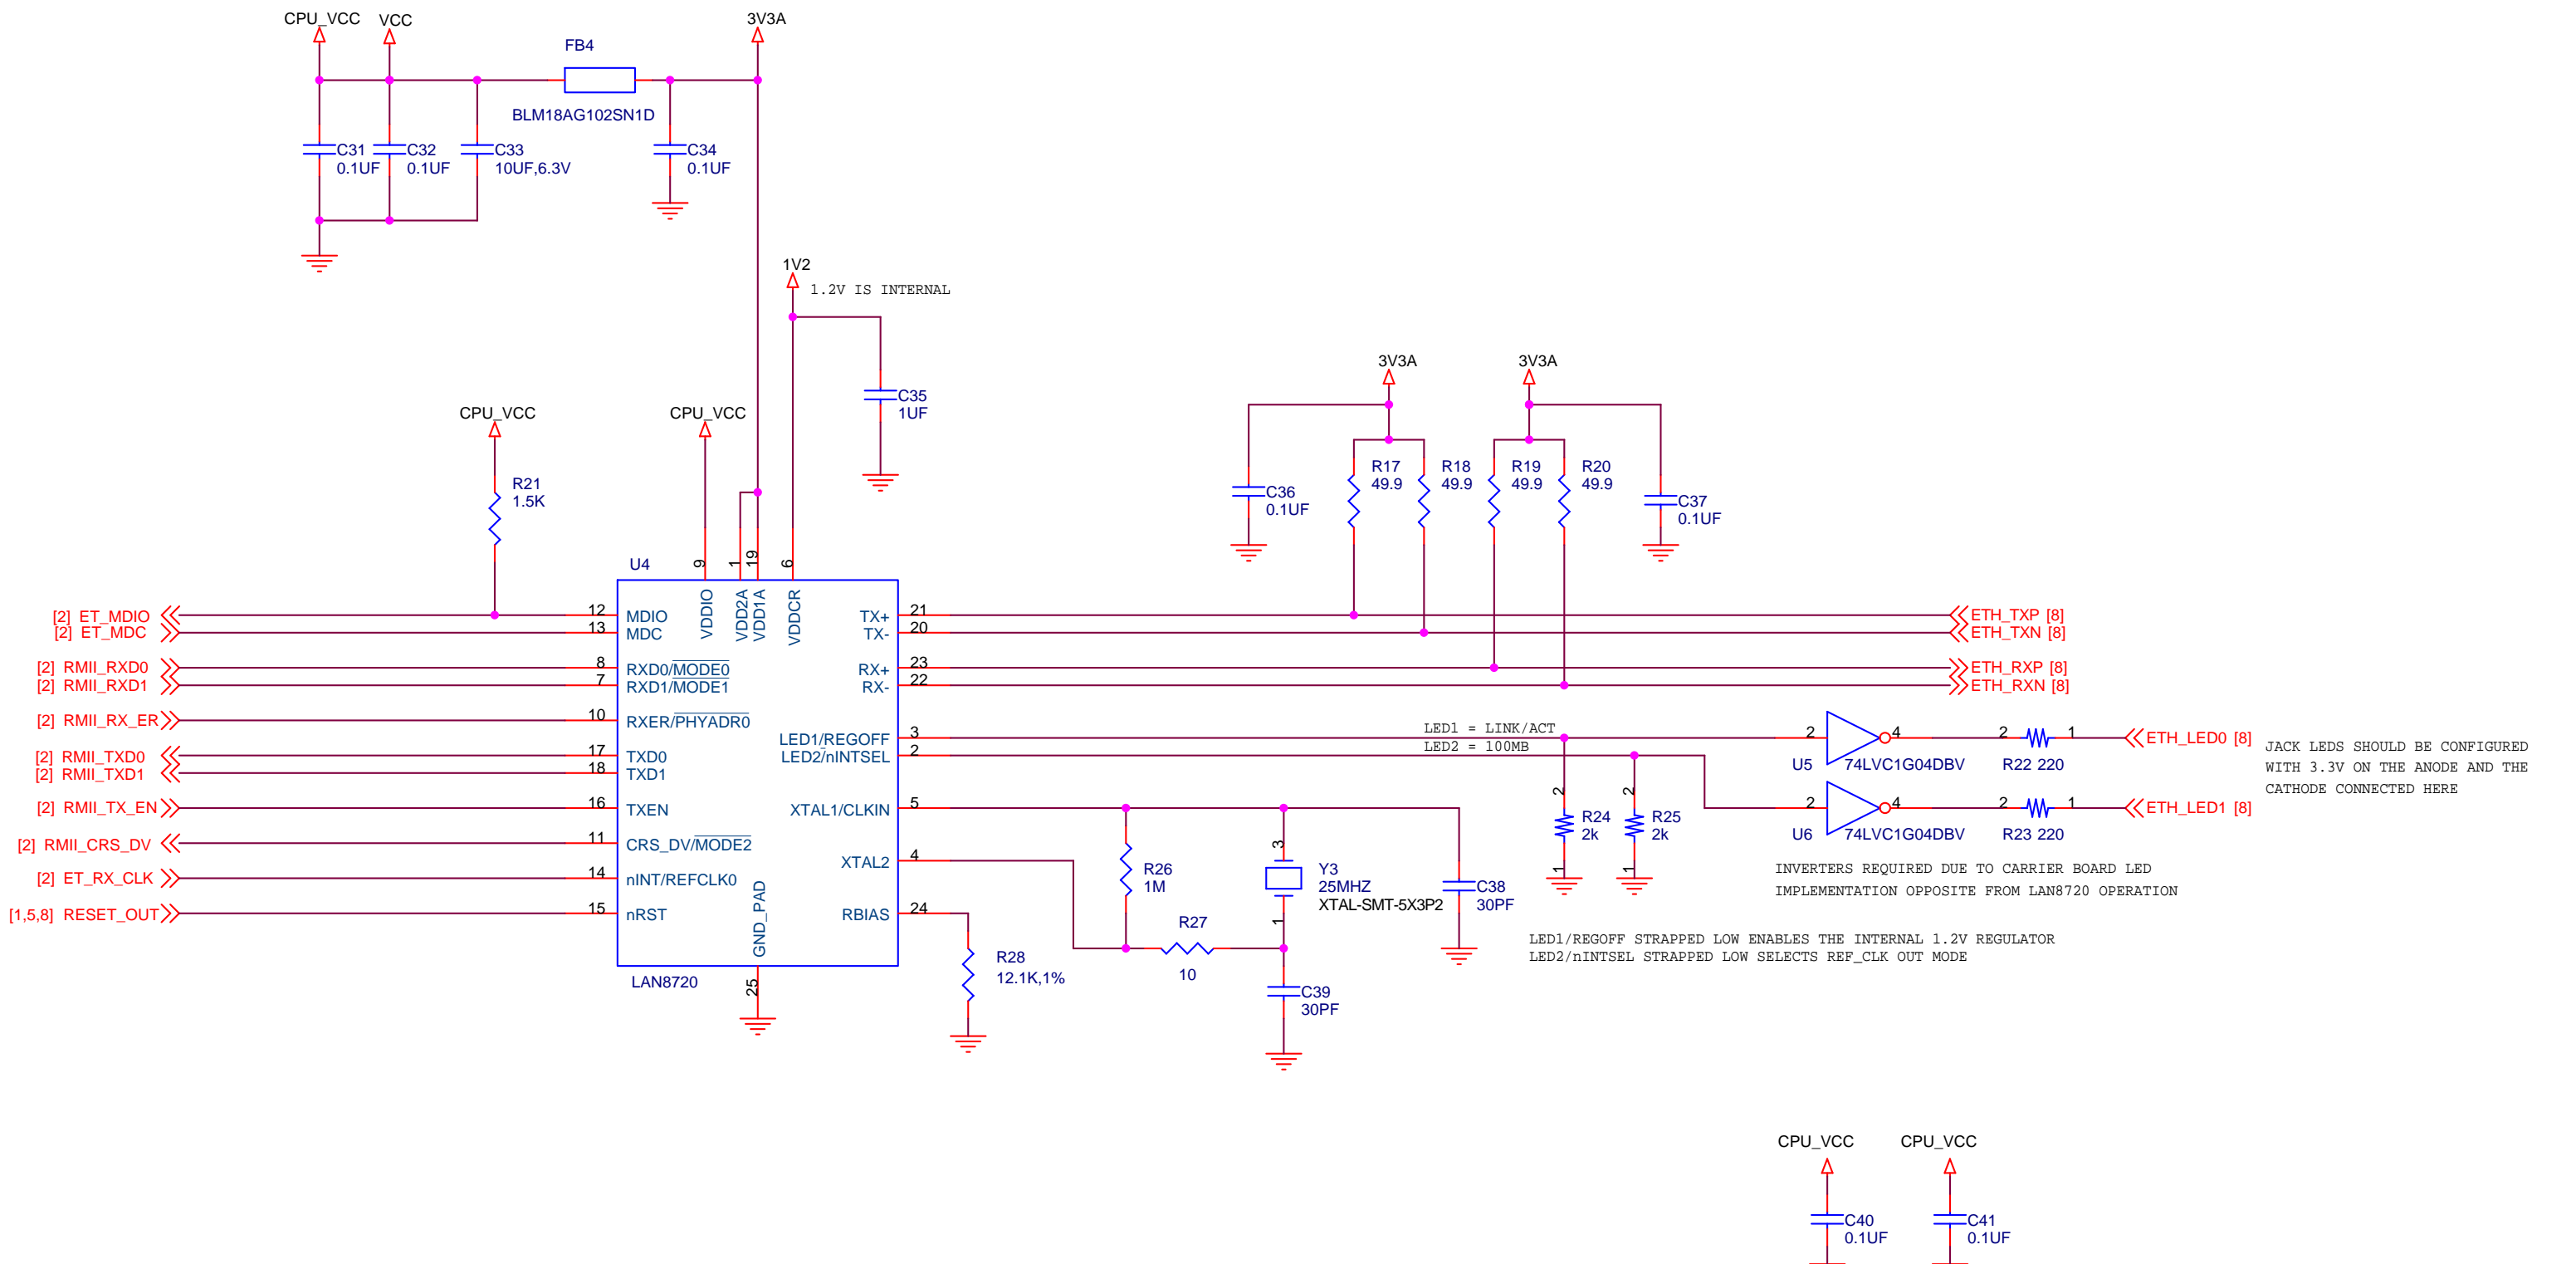 CPU_VCC
VCC
3V3A
FB4
BLM18AG102SN1D
C31
0.1UF
C32
0.1UF
C33
10UF,6.3V
C34
0.1UF
1V2
1.2V IS INTERNAL
C35
1UF
CPU_VCC
CPU_VCC
R21
1.5K
3V3A
3V3A
C36
0.1UF
R17
49.9
R18
49.9
R19
49.9
R20
49.9
C37
0.1UF
U4
9
1
19
6
VDDIO
VDD2A
VDD1A
VDDCR
[2] ET_MDIO
12
MDIO
[2] ET_MDC
13
MDC
[2] RMII_RXD0
8
RXD0/MODE0
[2] RMII_RXD1
7
RXD1/MODE1
[2] RMII_RX_ER
10
RXER/PHYADR0
[2] RMII_TXD0
17
TXD0
[2] RMII_TXD1
18
TXD1
[2] RMII_TX_EN
16
TXEN
[2] RMII_CRS_DV
11
CRS_DV/MODE2
[2] ET_RX_CLK
14
nINT/REFCLK0
[1,5,8] RESET_OUT
15
nRST
GND_PAD
25
LAN8720
TX+
21
ETH_TXP [8]
TX-
20
ETH_TXN [8]
RX+
23
ETH_RXP [8]
RX-
22
ETH_RXN [8]
LED1/REGOFF
3
LED1 = LINK/ACT
LED2/nINTSEL
2
LED2 = 100MB
XTAL1/CLKIN
5
XTAL2
4
RBIAS
24
R28
12.1K,1%
R26
1M
R27
10
3
1
Y3
25MHZ
XTAL-SMT-5X3P2
C38
30PF
C39
30PF
2
R24
2k
1
2
R25
2k
1
2
4
U5
74LVC1G04DBV
2
1
R22 220
ETH_LED0 [8]
2
4
U6
74LVC1G04DBV
2
1
R23 220
ETH_LED1 [8]
JACK LEDS SHOULD BE CONFIGURED
WITH 3.3V ON THE ANODE AND THE
CATHODE CONNECTED HERE
INVERTERS REQUIRED DUE TO CARRIER BOARD LED
IMPLEMENTATION OPPOSITE FROM LAN8720 OPERATION
LED1/REGOFF STRAPPED LOW ENABLES THE INTERNAL 1.2V REGULATOR
LED2/nINTSEL STRAPPED LOW SELECTS REF_CLK OUT MODE
CPU_VCC
CPU_VCC
C40
0.1UF
C41
0.1UF